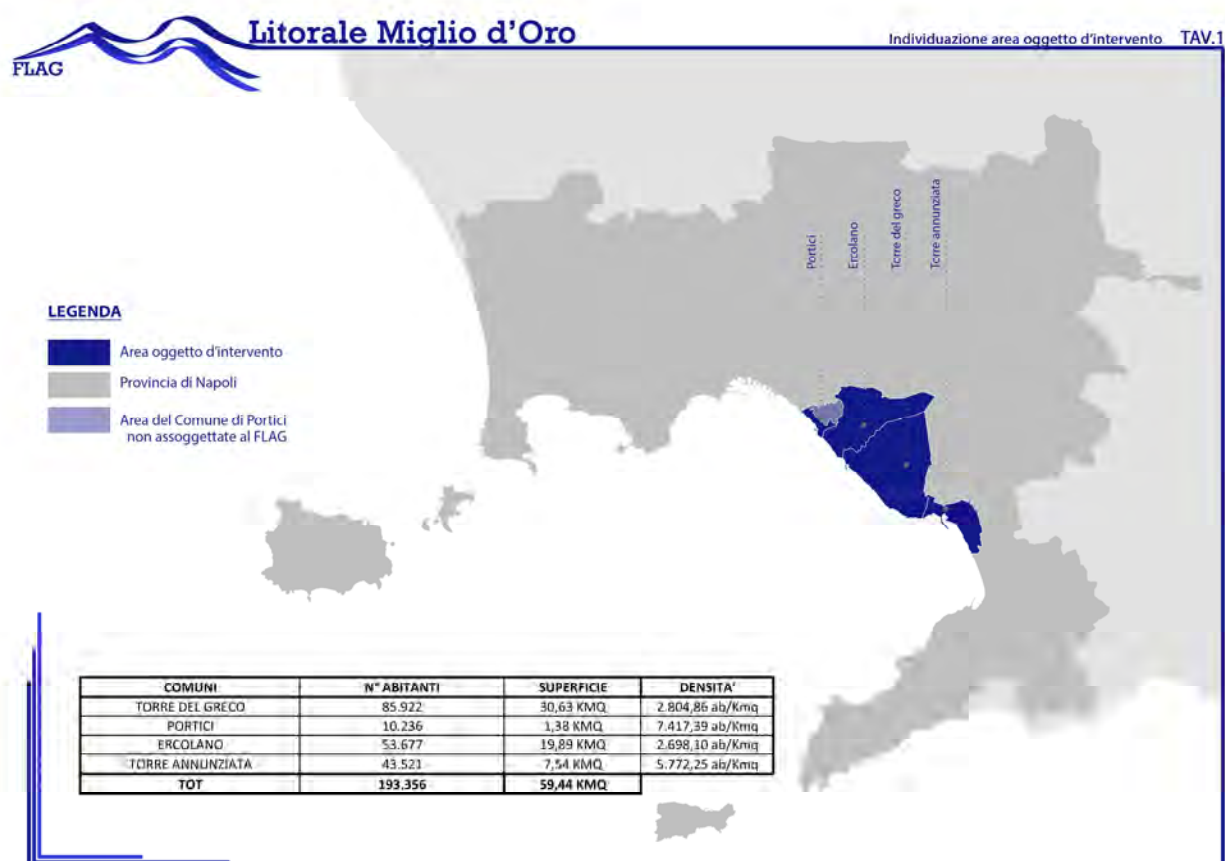 Litorale Miglio d'Oro
FLAG
Individuazione area oggetto d'intervento TAV.1
Portici
Ercolano
Torre del greco
Torre annunziata
LEGENDA
Area oggetto d'intervento
Provincia di Napoli
Area del Comune di Portici
non assoggettate al FLAG
COMUNI N° ABITANTI SUPERFICIE DENSITA'
TORRE DEL GRECO 85.922 30,63 KMQ 2.804,86 ab/Kmq
PORTICI 10.236 1,38 KMQ 7.417,39 ab/Kmq
ERCOLANO 53.677 19,89 KMQ 2.698,10 ab/Kmq
TORRE ANNUNZIATA 43.521 7,54 KMQ 5.772,25 ab/Kmq
TOT 193.356 59,44 KMQ